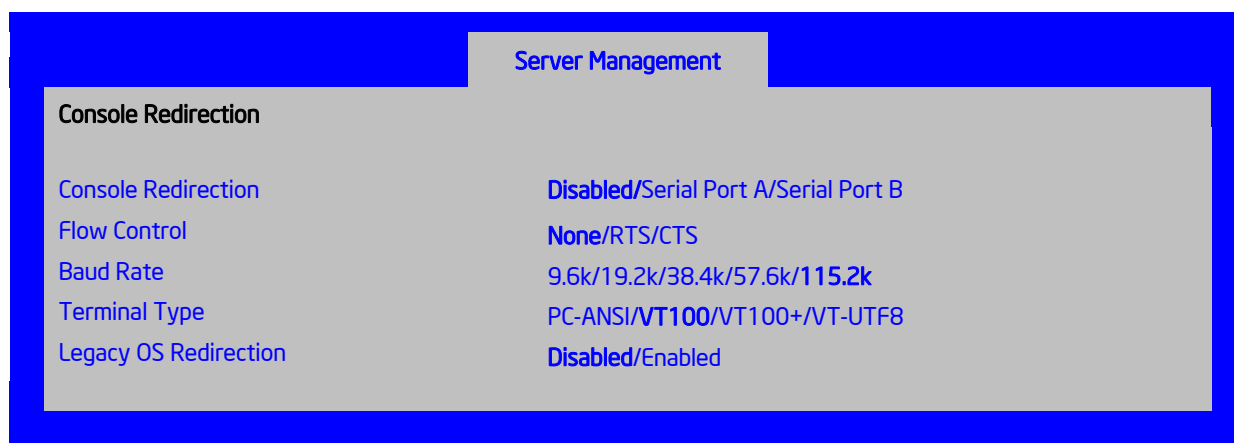 Server Management
Console Redirection
Console Redirection Disabled/Serial Port A/Serial Port B
Flow Control None/RTS/CTS
Baud Rate 9.6k/19.2k/38.4k/57.6k/115.2k
Terminal Type PC-ANSI/VT100/VT100+/VT-UTF8
Legacy OS Redirection Disabled/Enabled